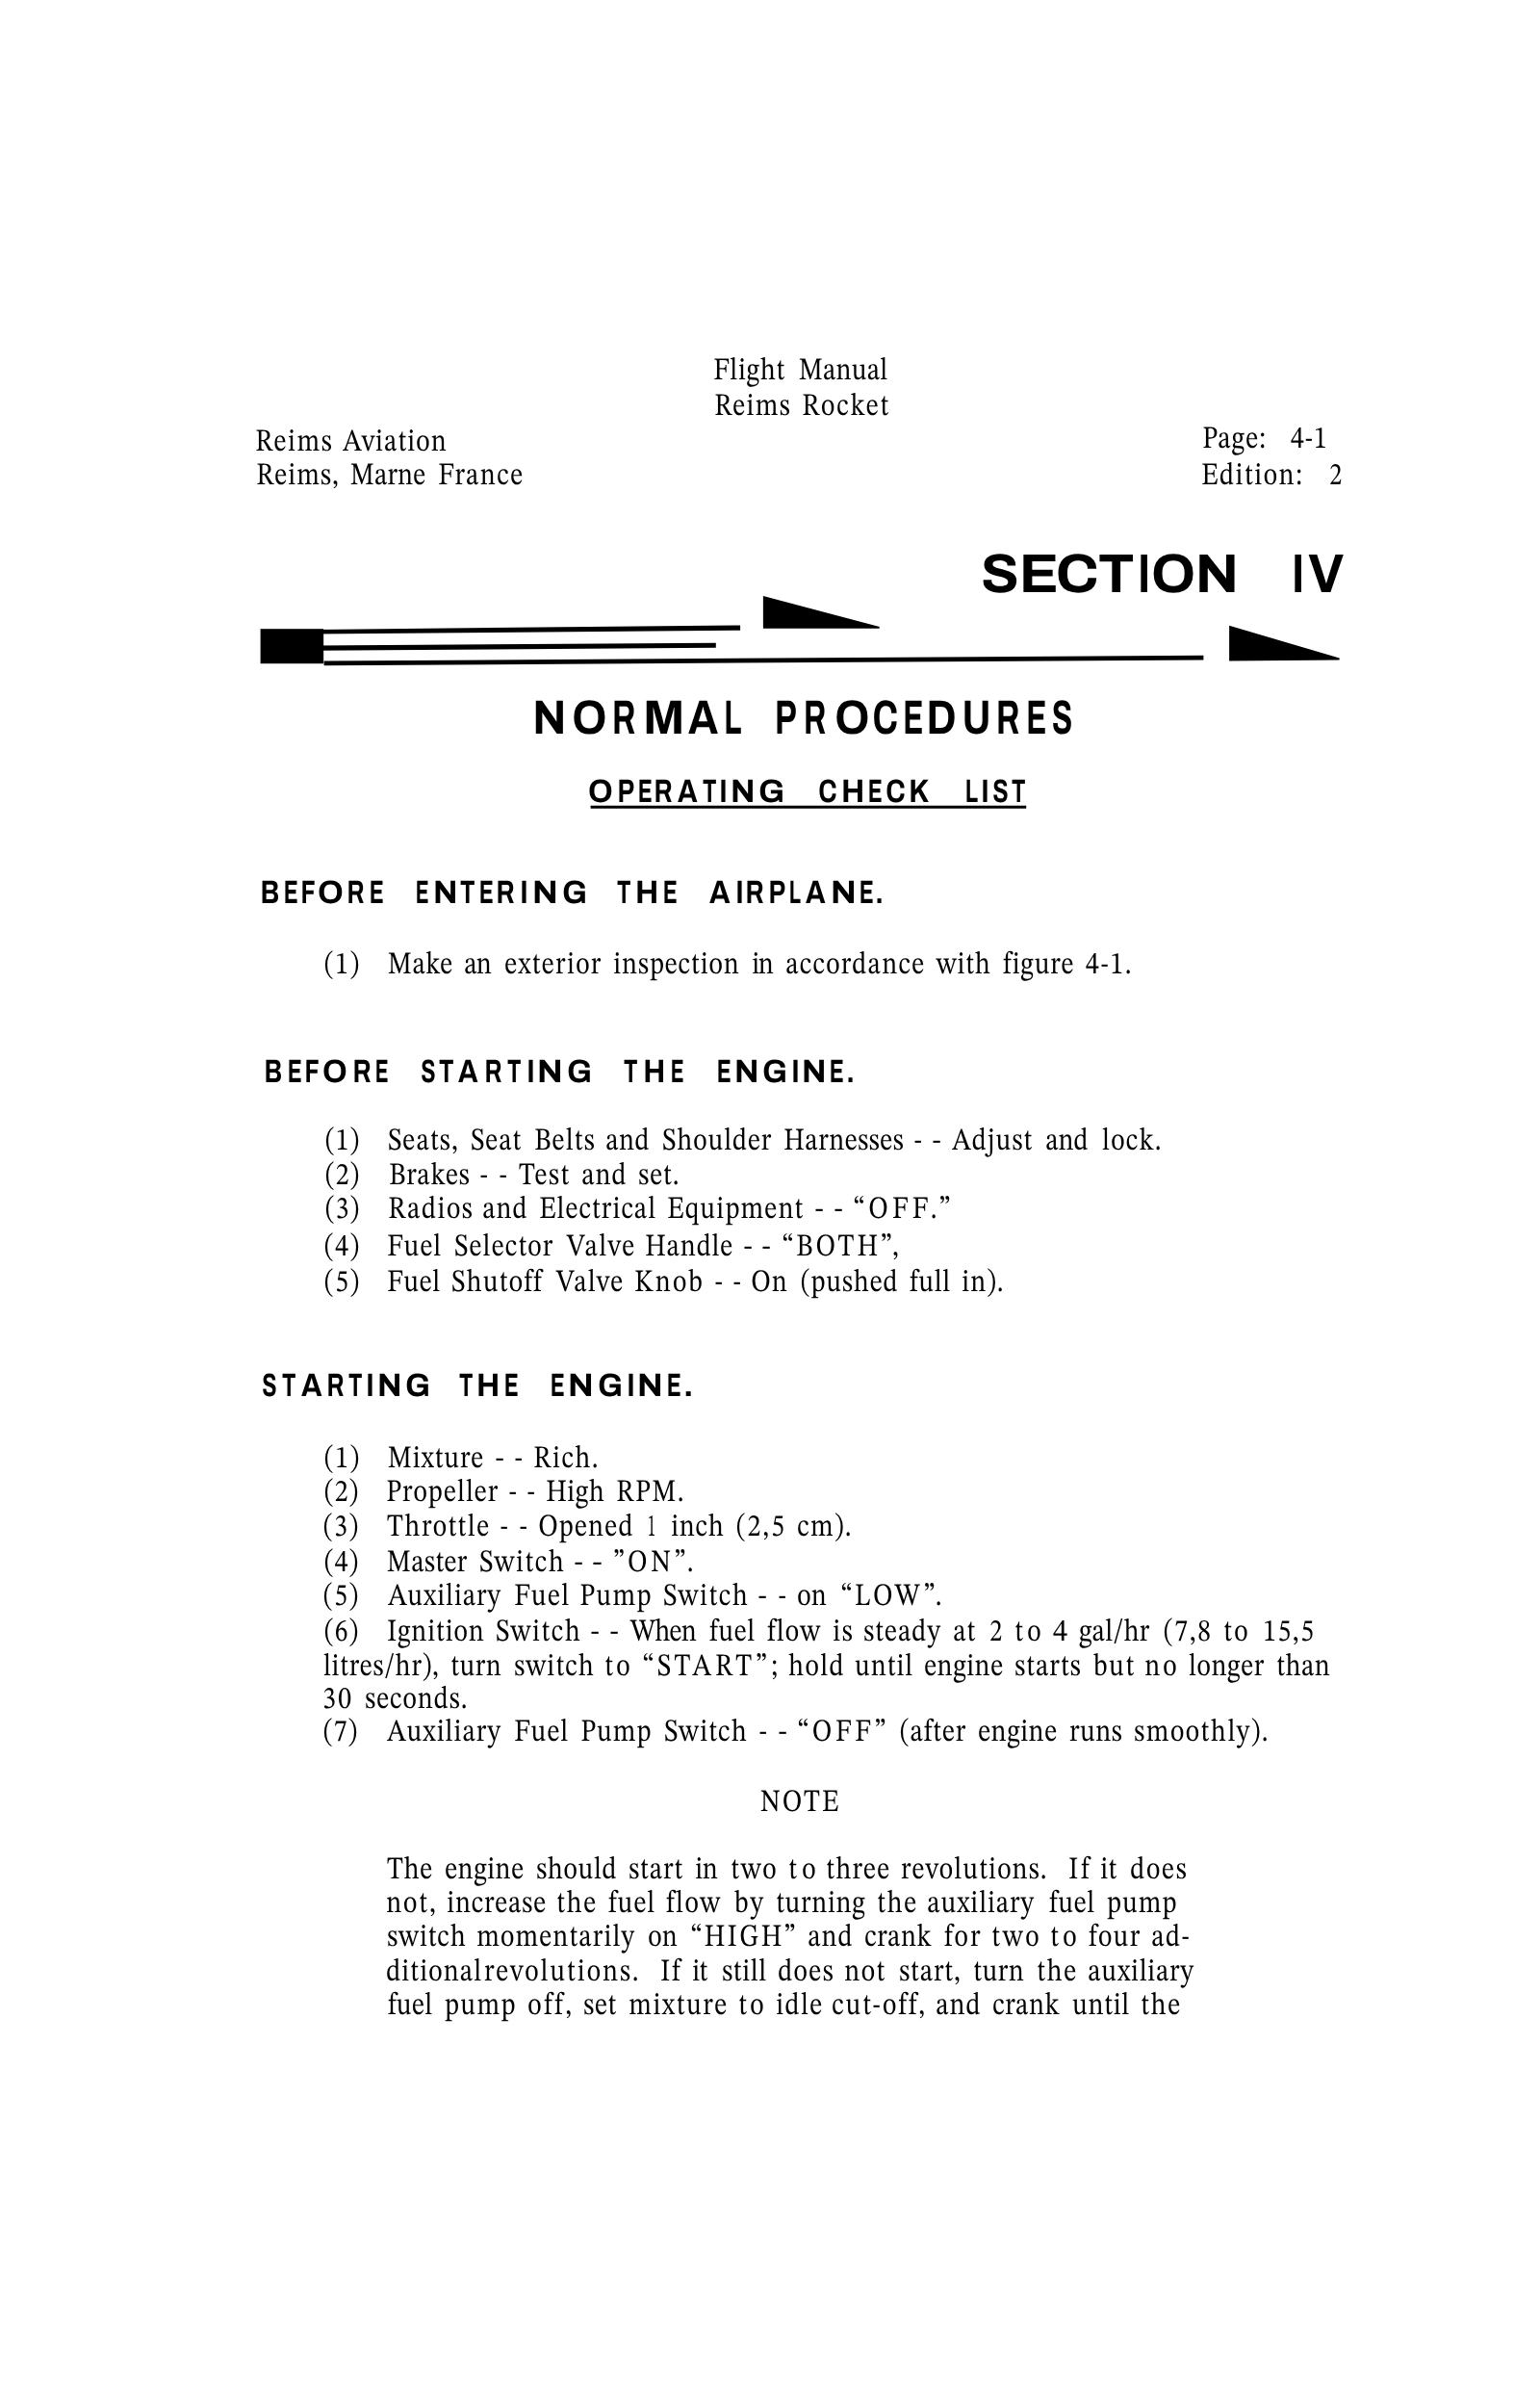 Flight Manual
Reims Rocket
Reims Aviation
Reims, Marne France
Page: 4-1
Edition: 2
SECTION IV
NORMAL PROCEDURES
OPERATING CHECK LIST
BEFORE ENTERING THE AIRPLANE.
(1) Make an exterior inspection in accordance with figure 4-1.
BEFORE STARTING THE ENGINE.
(1) Seats, Seat Belts and Shoulder Harnesses - - Adjust and lock.
(2) Brakes - - Test and set.
(3) Radios and Electrical Equipment - - “OFF.”
(4) Fuel Selector Valve Handle - - “BOTH”,
(5) Fuel Shutoff Valve Knob - - On (pushed full in).
STARTING THE ENGINE.
(1) Mixture - - Rich.
(2) Propeller - - High RPM.
(3) Throttle - - Opened 1 inch (2,5 cm).
(4) Master Switch - - ”ON”.
(5) Auxiliary Fuel Pump Switch - - on “LOW”.
(6) Ignition Switch - - When fuel flow is steady at 2 to 4 gal/hr (7,8 to 15,5
litres/hr), turn switch to “START”; hold until engine starts but no longer than
30 seconds.
(7) Auxiliary Fuel Pump Switch - - “OFF” (after engine runs smoothly).
NOTE
The engine should start in two to three revolutions. If it does
not, increase the fuel flow by turning the auxiliary fuel pump
switch momentarily on “HIGH” and crank for two to four ad-
ditionalrevolutions. If it still does not start, turn the auxiliary
fuel pump off, set mixture to idle cut-off, and crank until the